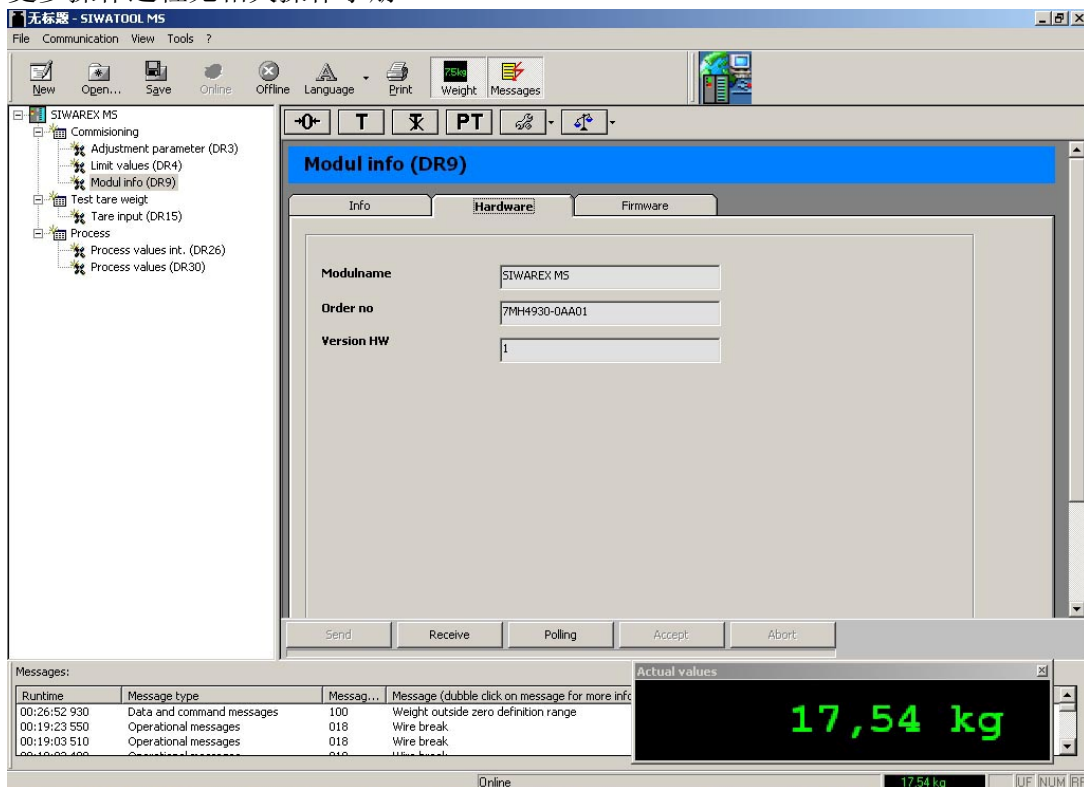 无标题 - SIWATOOL MS
File Communication View Tools ?
New Open... Save Online Offline Language Print Weight Messages
7.5kg
SIWAREX MS
Commisioning
Adjustment parameter (DR3)
Limit values (DR4)
Modul info (DR9)
Test tare weigt
Tare input (DR15)
Process
Process values int. (DR26)
Process values (DR30)
→0← T T PT
Modul info (DR9)
Info Hardware Firmware
Modulname SIWAREX MS
Order no 7MH4930-0AA01
Version HW 1
Send Receive Polling Accept Abort
Messages:
Runtime Message type Messag... Message (dubble click on message for more info
00:26:52 930 Data and command messages 100 Weight outside zero definition range
00:19:23 550 Operational messages 018 Wire break
00:19:03 510 Operational messages 018 Wire break
Actual values
17,54 kg
Online 17.54 kg UF NUM RF